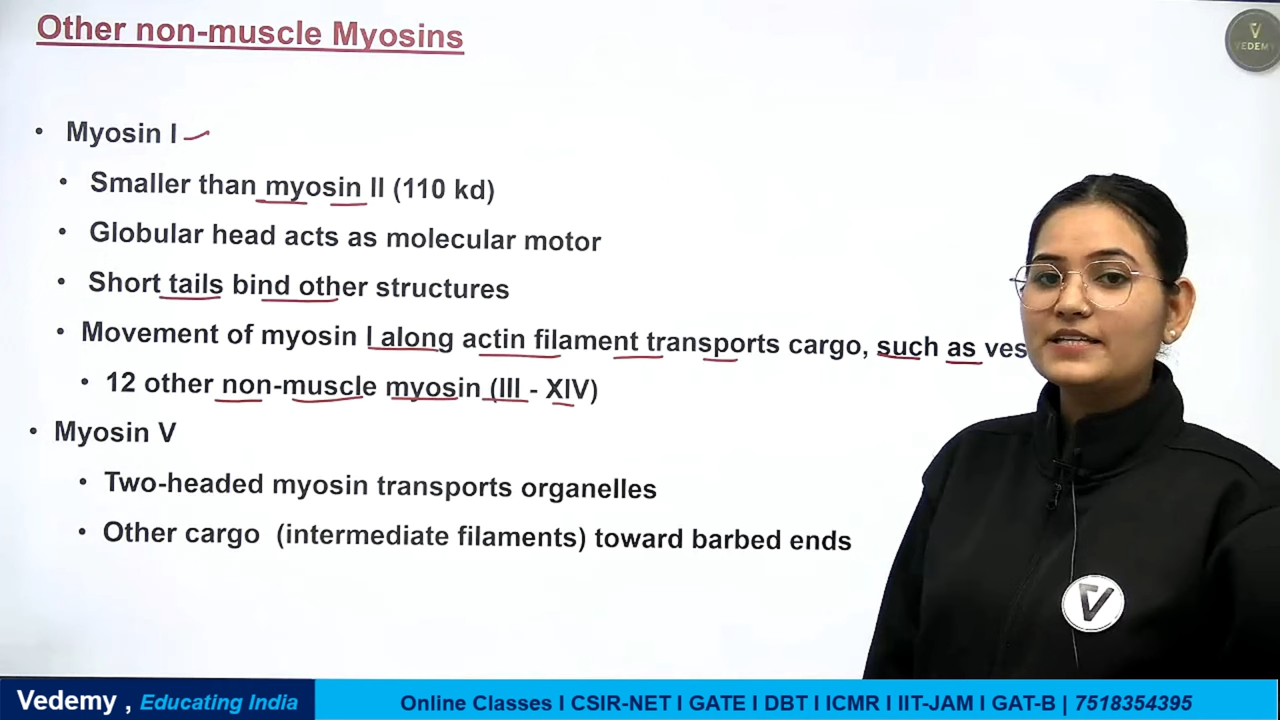 Other non-muscle Myosins
VEDEMY
• Myosin I
• Smaller than myosin II (110 kd)
• Globular head acts as molecular motor
• Short tails bind other structures
• Movement of myosin I along actin filament transports cargo, such as ves
• 12 other non-muscle myosin (III - XIV)
• Myosin V
• Two-headed myosin transports organelles
• Other cargo (intermediate filaments) toward barbed ends
Vedemy , Educating India
Online Classes I CSIR-NET I GATE I DBT I ICMR I IIT-JAM I GAT-B | 7518354395